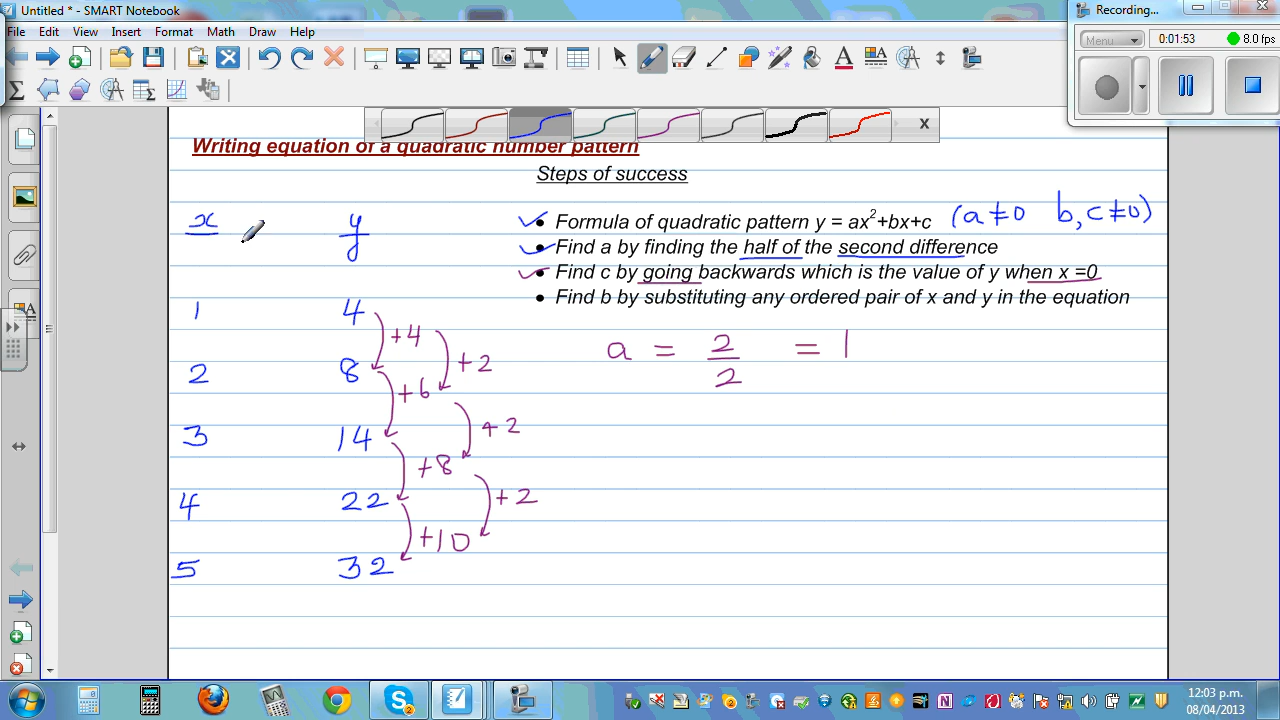 Untitled * - SMART Notebook
Recording...
File Edit View Insert Format Math Draw Help
Menu
0:01:53
8.0 fps
Writing equation of a quadratic number pattern
Steps of success
x y
• Formula of quadratic pattern y = ax²+bx+c (a ≠0 b, c ≠0)
• Find a by finding the half of the second difference
• Find c by going backwards which is the value of y when x =0
• Find b by substituting any ordered pair of x and y in the equation
1 4
+4
a = 2/2 = 1
+2
2 8
+6
+2
3 14
+8
+2
4 22
+10
5 32
12:03 p.m.
08/04/2013